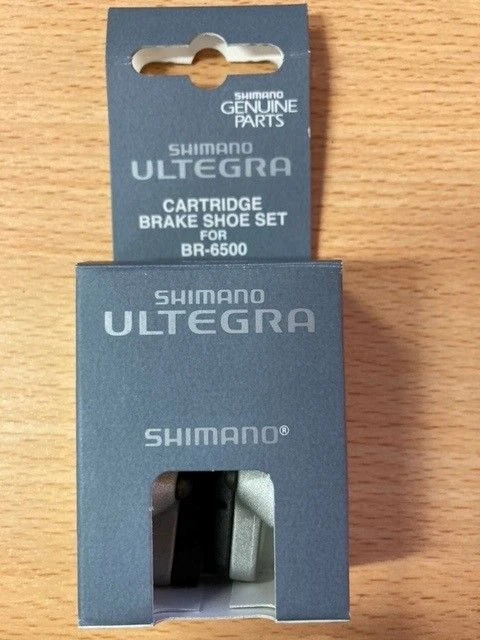 SHIMANO
GENUINE
PARTS
SHIMANO
ULTEGRA
CARTRIDGE
BRAKE SHOE SET
FOR
BR-6500
SHIMANO
ULTEGRA
SHIMANO®